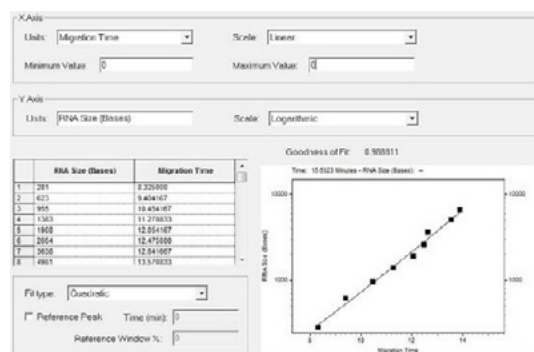 X Axis
Units: Migration Time Scale: Linear
Minimum Value: 0 Maximum Value: 0
Y Axis
Units: RNA Size (Bases) Scale: Logarithmic
Goodness of Fit:
RNA Size (Bases) Migration Time
1 281 8.325000
2 623 9.404167
3 955 10.454167
4 1383 11.270833
5 1908 12.054167
6 2604 12.475000
7 3638 12.641667
8 4981 13.570833
Time: Minutes - RNA Size (Bases): --
10000 10000
1000 1000
RNA Size (Bases)
8 10 12 14
Migration Time
Fit type: Quadratic
Reference Peak Time (min): 0
Reference Window %: 0